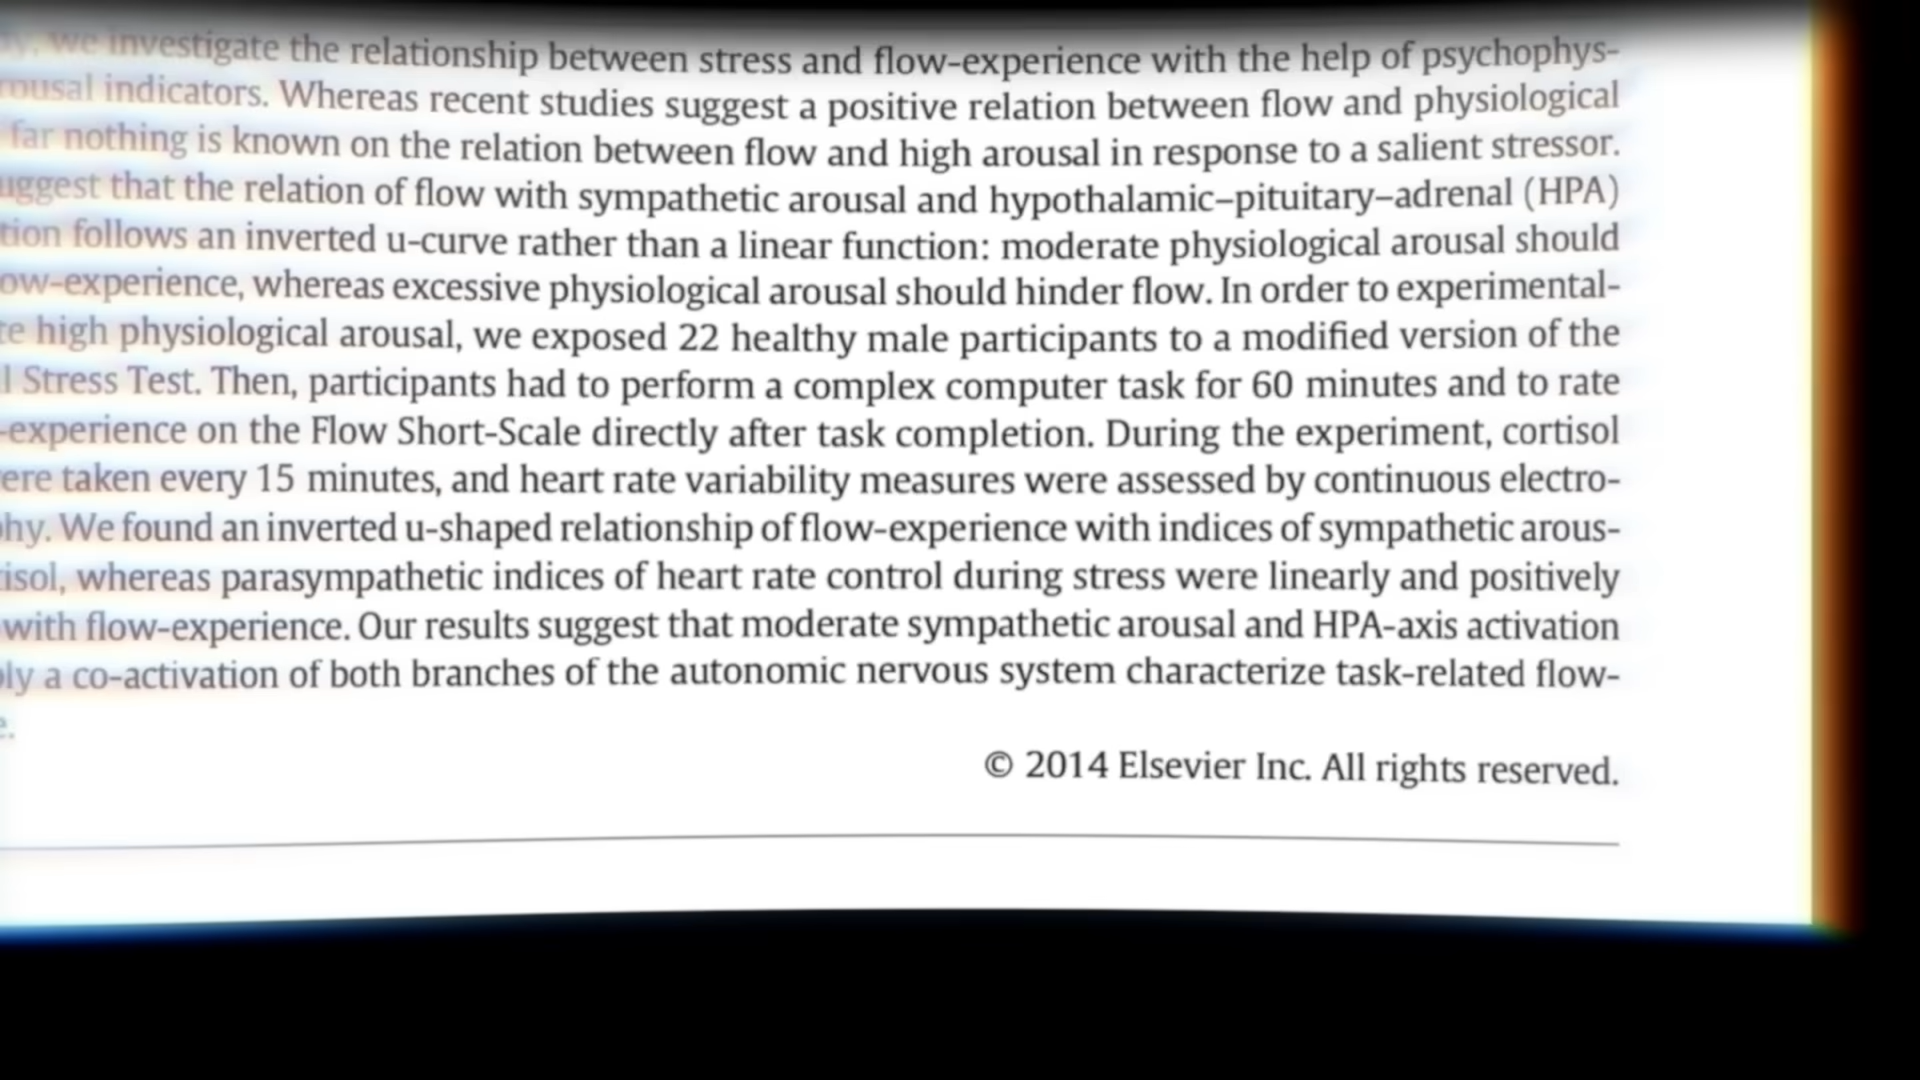 we investigate the relationship between stress and flow-experience with the help of psychophys-
indicators. Whereas recent studies suggest a positive relation between flow and physiological
far nothing is known on the relation between flow and high arousal in response to a salient stressor.
that the relation of flow with sympathetic arousal and hypothalamic–pituitary–adrenal (HPA)
follows an inverted u-curve rather than a linear function: moderate physiological arousal should
whereas excessive physiological arousal should hinder flow. In order to experimental-
high physiological arousal, we exposed 22 healthy male participants to a modified version of the
Stress Test. Then, participants had to perform a complex computer task for 60 minutes and to rate
-experience on the Flow Short-Scale directly after task completion. During the experiment, cortisol
taken every 15 minutes, and heart rate variability measures were assessed by continuous electro-
We found an inverted u-shaped relationship of flow-experience with indices of sympathetic arous-
whereas parasympathetic indices of heart rate control during stress were linearly and positively
with flow-experience. Our results suggest that moderate sympathetic arousal and HPA-axis activation
a co-activation of both branches of the autonomic nervous system characterize task-related flow-
© 2014 Elsevier Inc. All rights reserved.